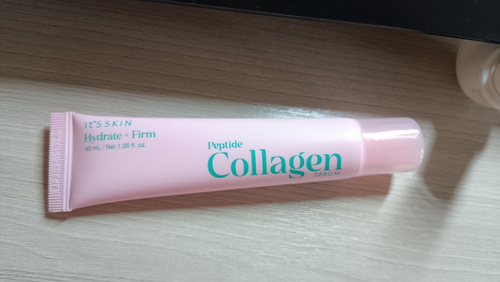 It'S SKIN
Hydrate + Firm
40 mL / Net 1.35 fl. oz.
Peptide
Collagen
SERUM